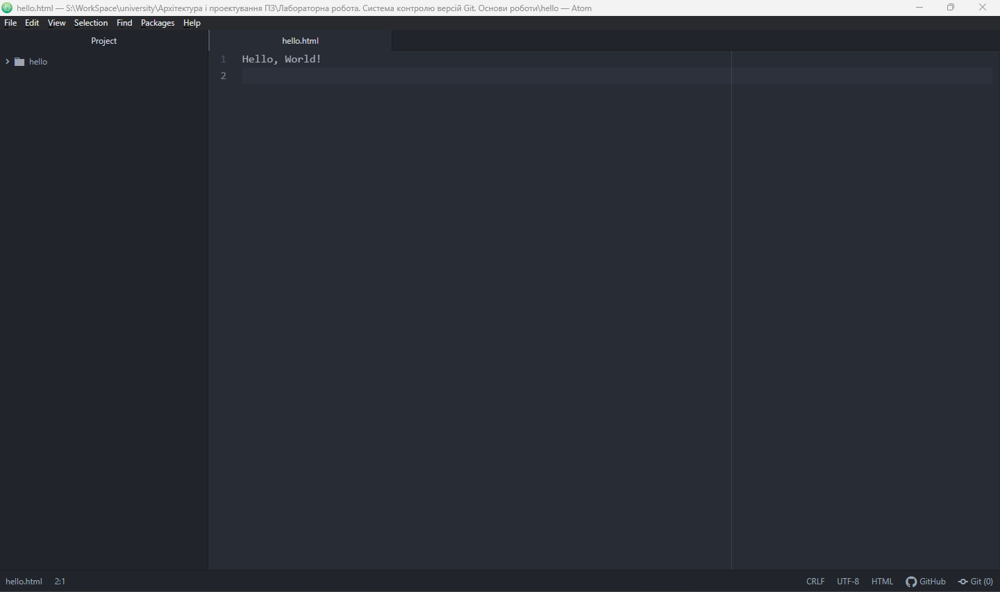 hello.html — S:\WorkSpace\university\Архітектура і проектування ПЗ\Лабораторна робота. Система контролю версій Git. Основи роботи\hello — Atom
File Edit View Selection Find Packages Help
Project
hello.html
hello
1 Hello, World!
2
hello.html 2:1 CRLF UTF-8 HTML GitHub Git (0)